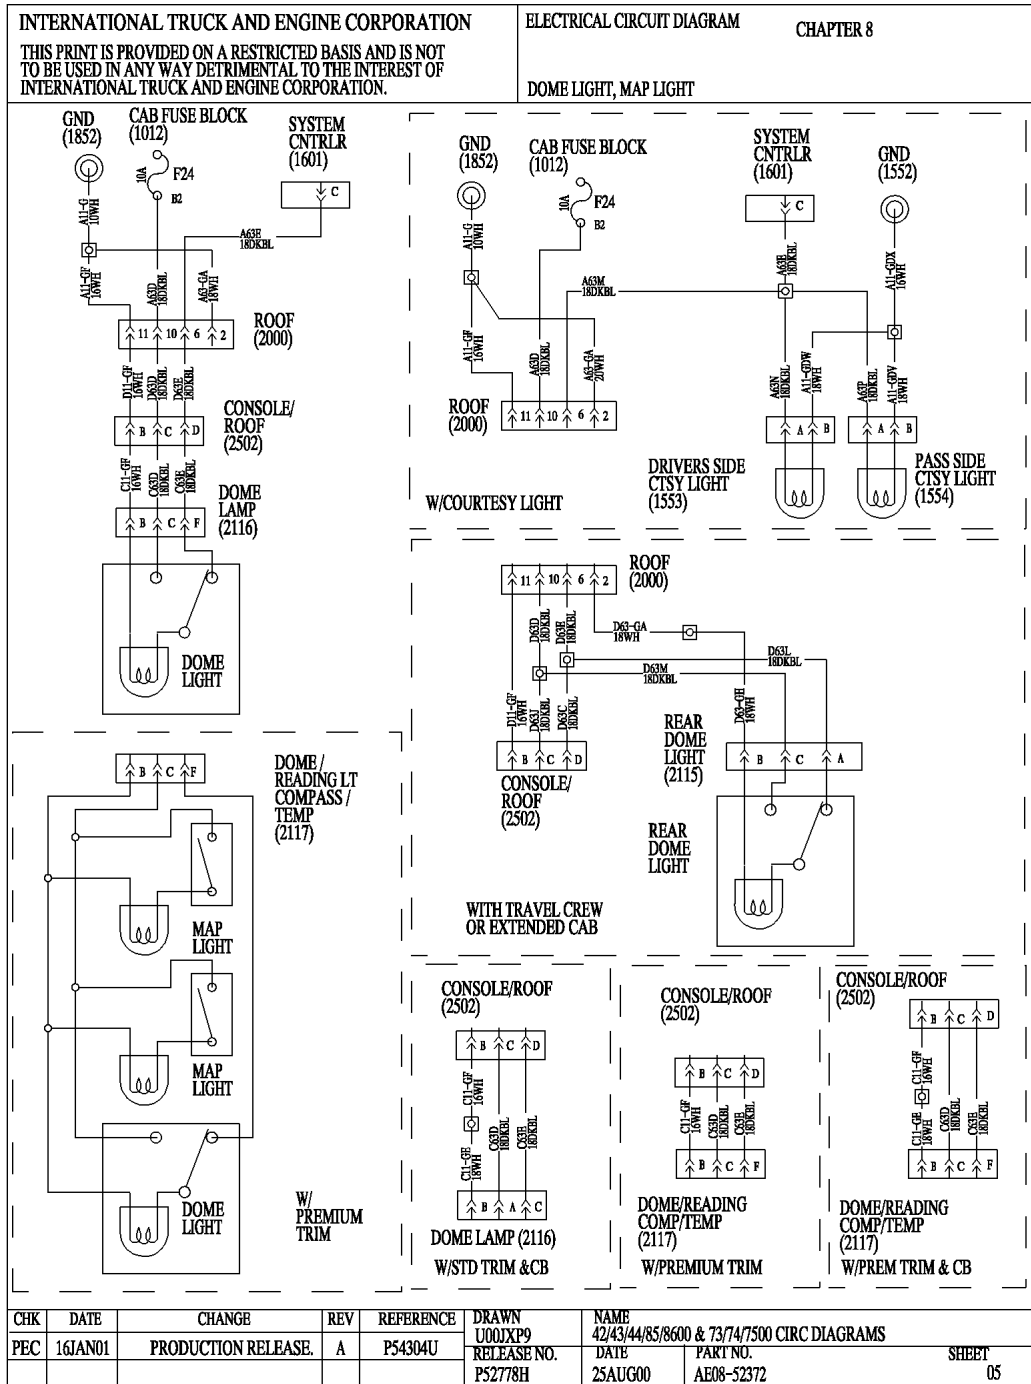 INTERNATIONAL TRUCK AND ENGINE CORPORATION
THIS PRINT IS PROVIDED ON A RESTRICTED BASIS AND IS NOT
TO BE USED IN ANY WAY DETRIMENTAL TO THE INTEREST OF
INTERNATIONAL TRUCK AND ENGINE CORPORATION.
ELECTRICAL CIRCUIT DIAGRAM
CHAPTER 8
DOME LIGHT, MAP LIGHT
GND
(1852)
CAB FUSE BLOCK
(1012)
SYSTEM
CNTRLR
(1601)
10A
F24
B2
C
A11-G
10WH
A63E
18DKBL
A11-GF
16WH
A63D
18DKBL
A63-GA
18WH
11 10 6 2
ROOF
(2000)
D11-GF
16WH
D63D
18DKBL
D63E
18DKBL
B C D
CONSOLE/
ROOF
(2502)
C11-GF
16WH
C63D
18DKBL
C63E
18DKBL
B C F
DOME
LAMP
(2116)
DOME
LIGHT
GND
(1852)
CAB FUSE BLOCK
(1012)
SYSTEM
CNTRLR
(1601)
GND
(1552)
10A
F24
B2
C
A11-G
10WH
A63E
18DKBL
A11-GDX
16WH
A63M
18DKBL
A11-GF
16WH
A63D
18DKBL
A63-GA
20WH
A63N
18DKBL
A11-GDW
18WH
A63P
18DKBL
A11-GDV
18WH
ROOF
(2000)
11 10 6 2
A B
A B
DRIVERS SIDE
CTSY LIGHT
(1553)
PASS SIDE
CTSY LIGHT
(1554)
W/COURTESY LIGHT
11 10 6 2
ROOF
(2000)
D63D
18DKBL
D63E
18DKBL
D63-GA
18WH
D63L
18DKBL
D63M
18DKBL
D11-GF
16WH
D63J
18DKBL
D63C
18DKBL
D63-GH
18WH
B C D
CONSOLE/
ROOF
(2502)
REAR
DOME
LIGHT
(2115)
B C A
REAR
DOME
LIGHT
WITH TRAVEL CREW
OR EXTENDED CAB
B C F
DOME /
READING LT
COMPASS /
TEMP
(2117)
MAP
LIGHT
MAP
LIGHT
DOME
LIGHT
W/
PREMIUM
TRIM
CONSOLE/ROOF
(2502)
B C D
C11-GF
16WH
C63D
18DKBL
C63E
18DKBL
C11-GE
18WH
B A C
DOME LAMP (2116)
W/STD TRIM &CB
CONSOLE/ROOF
(2502)
B C D
C11-GF
16WH
C63D
18DKBL
C63E
18DKBL
B C F
DOME/READING
COMP/TEMP
(2117)
W/PREMIUM TRIM
CONSOLE/ROOF
(2502)
B C D
C11-GF
16WH
C11-GE
18WH
C63D
18DKBL
C63E
18DKBL
B C F
DOME/READING
COMP/TEMP
(2117)
W/PREM TRIM & CB
CHK DATE CHANGE REV REFERENCE
PEC 16JAN01 PRODUCTION RELEASE. A P54304U
DRAWN
U00JXP9
RELEASE NO.
P52778H
NAME
42/43/44/85/8600 & 73/74/7500 CIRC DIAGRAMS
DATE
25AUG00
PART NO.
AE08-52372
SHEET
05